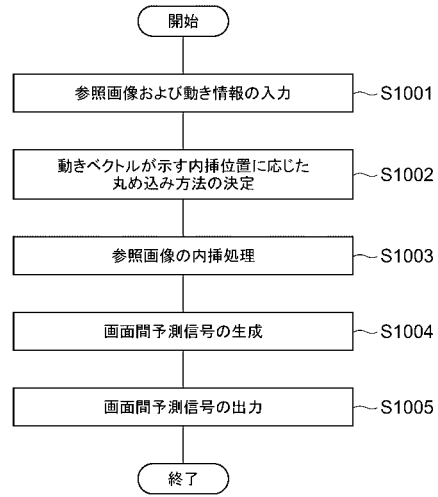 開始
参照画像および動き情報の入力
S1001
動きベクトルが示す内挿位置に応じた
丸め込み方法の決定
S1002
参照画像の内挿処理
S1003
画面間予測信号の生成
S1004
画面間予測信号の出力
S1005
終了